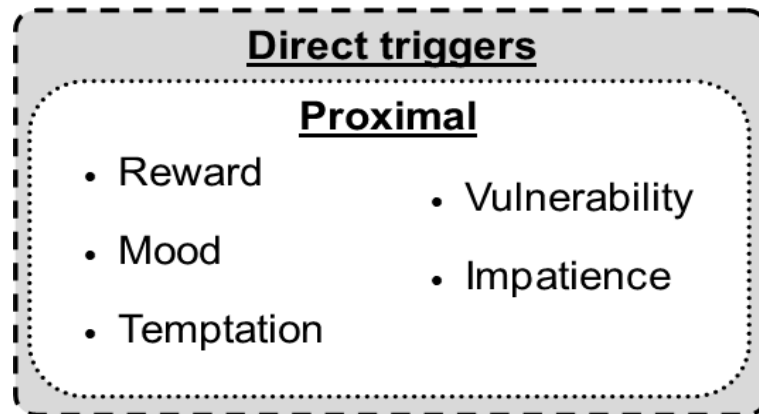 Direct triggers
Proximal
• Reward
• Mood
• Temptation
• Vulnerability
• Impatience